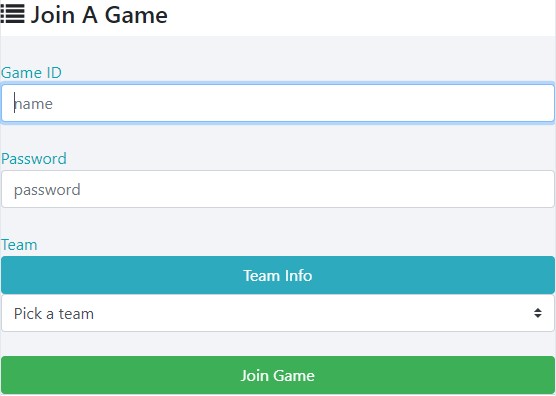 Join A Game
Game ID
name
Password
password
Team
Team Info
Pick a team
Join Game